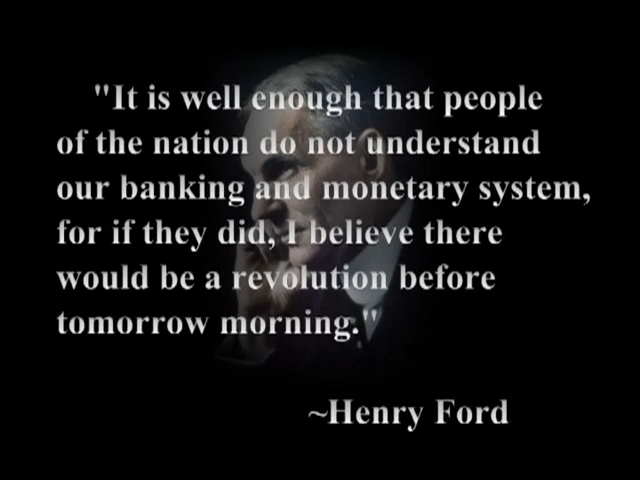 "It is well enough that people
of the nation do not understand
our banking and monetary system,
for if they did, I believe there
would be a revolution before
tomorrow morning."
~Henry Ford